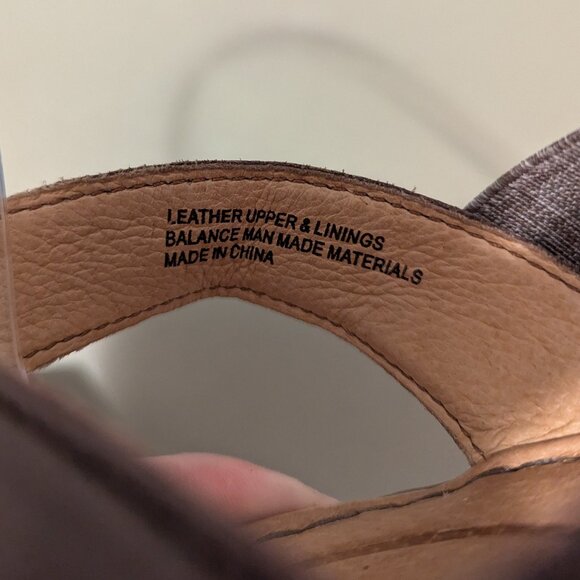 LEATHER UPPER & LININGS
BALANCE MAN MADE MATERIALS
MADE IN CHINA